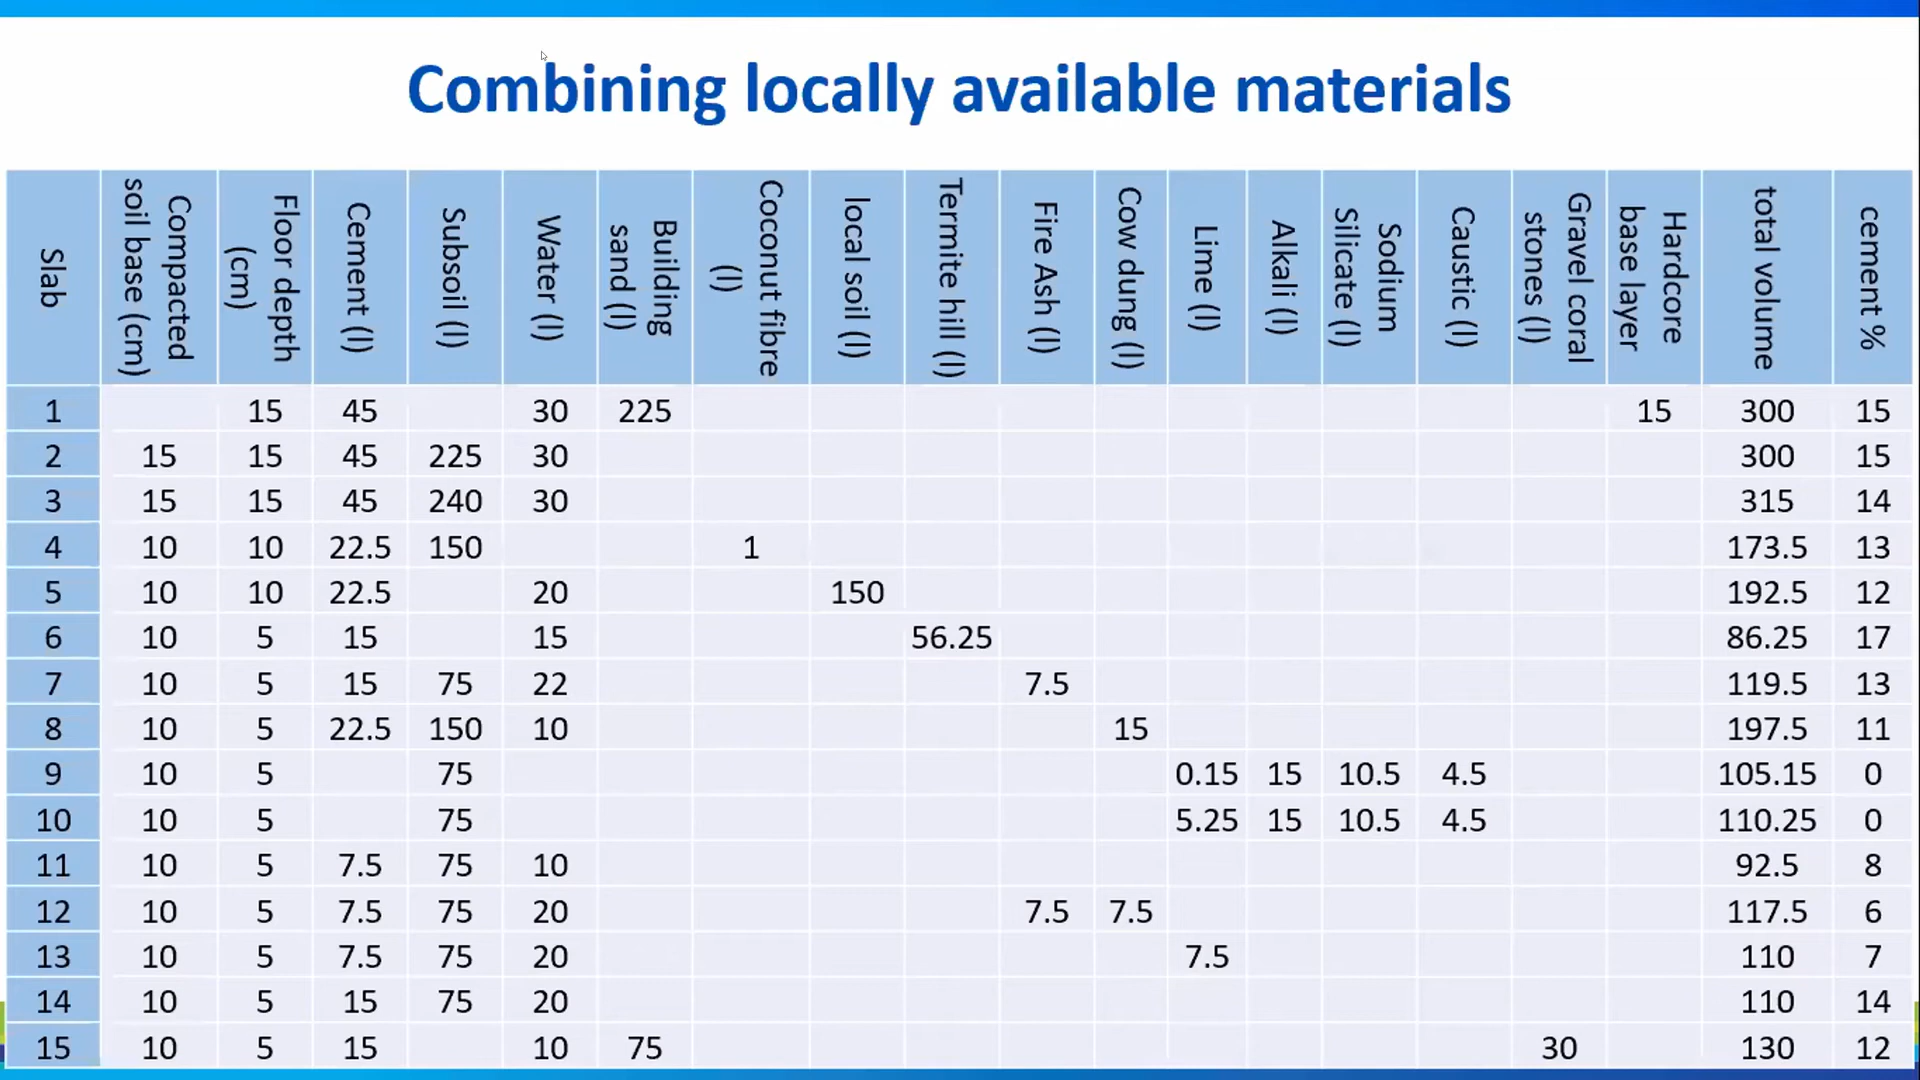 Combining locally available materials
Slab Compacted soil base (cm) Floor depth (cm) Cement (l) Subsoil (l) Water (l) Building sand (l) Coconut fibre (l) local soil (l) Termite hill (l) Fire Ash (l) Cow dung (l) Lime (l) Alkali (l) Sodium Silicate (l) Caustic (l) Gravel coral stones (l) Hardcore base layer total volume cement %
1 15 45 30 225 15 300 15
2 15 15 45 225 30 300 15
3 15 15 45 240 30 315 14
4 10 10 22.5 150 1 173.5 13
5 10 10 22.5 20 150 192.5 12
6 10 5 15 15 56.25 86.25 17
7 10 5 15 75 22 7.5 119.5 13
8 10 5 22.5 150 10 15 197.5 11
9 10 5 75 0.15 15 10.5 4.5 105.15 0
10 10 5 75 5.25 15 10.5 4.5 110.25 0
11 10 5 7.5 75 10 92.5 8
12 10 5 7.5 75 20 7.5 7.5 117.5 6
13 10 5 7.5 75 20 7.5 110 7
14 10 5 15 75 20 110 14
15 10 5 15 10 75 30 130 12